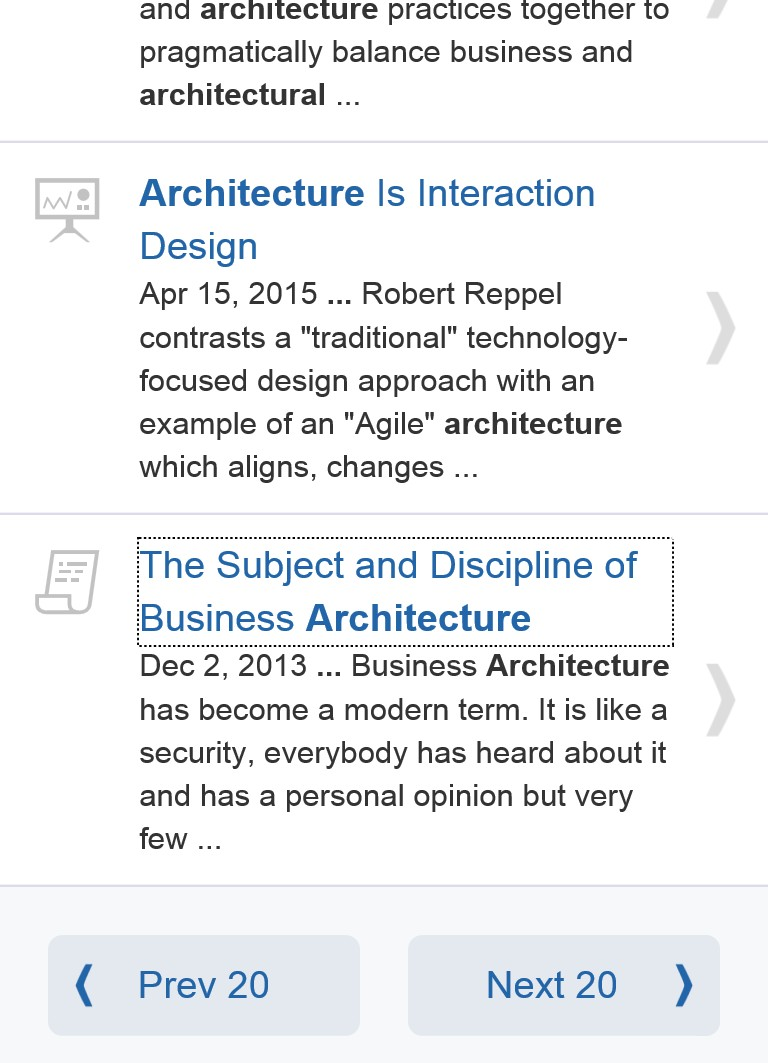 and architecture practices together to
pragmatically balance business and
architectural ...
Architecture Is Interaction
Design
Apr 15, 2015 ... Robert Reppel
contrasts a "traditional" technology-
focused design approach with an
example of an "Agile" architecture
which aligns, changes ...
The Subject and Discipline of
Business Architecture
Dec 2, 2013 ... Business Architecture
has become a modern term. It is like a
security, everybody has heard about it
and has a personal opinion but very
few ...
Prev 20
Next 20